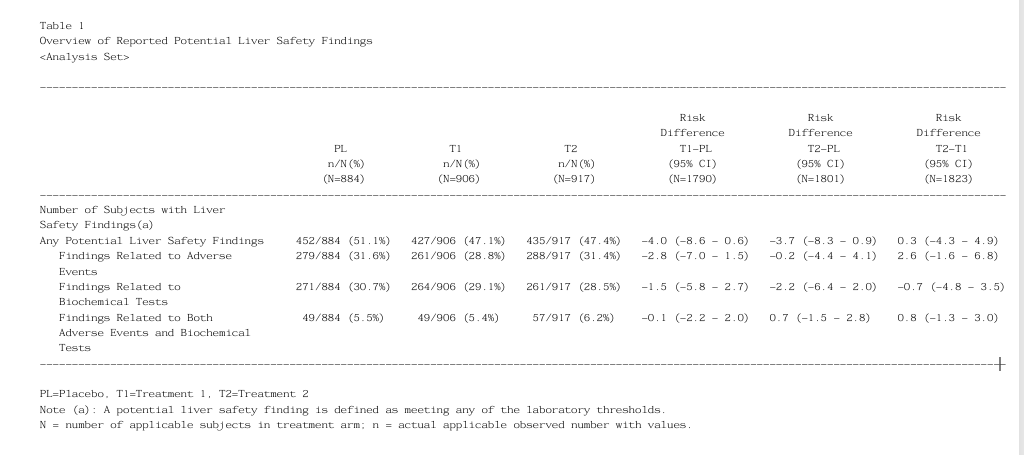 Table 1
Overview of Reported Potential Liver Safety Findings
<Analysis Set>
Risk Risk Risk
Difference Difference Difference
PL T1 T2 T1-PL T2-PL T2-T1
n/N(%) n/N(%) n/N(%) (95% CI) (95% CI) (95% CI)
(N=884) (N=906) (N=917) (N=1790) (N=1801) (N=1823)
Number of Subjects with Liver
Safety Findings(a)
Any Potential Liver Safety Findings 452/884 (51.1%) 427/906 (47.1%) 435/917 (47.4%) -4.0 (-8.6 - 0.6) -3.7 (-8.3 - 0.9) 0.3 (-4.3 - 4.9)
Findings Related to Adverse 279/884 (31.6%) 261/906 (28.8%) 288/917 (31.4%) -2.8 (-7.0 - 1.5) -0.2 (-4.4 - 4.1) 2.6 (-1.6 - 6.8)
Events
Findings Related to 271/884 (30.7%) 264/906 (29.1%) 261/917 (28.5%) -1.5 (-5.8 - 2.7) -2.2 (-6.4 - 2.0) -0.7 (-4.8 - 3.5)
Biochemical Tests
Findings Related to Both 49/884 (5.5%) 49/906 (5.4%) 57/917 (6.2%) -0.1 (-2.2 - 2.0) 0.7 (-1.5 - 2.8) 0.8 (-1.3 - 3.0)
Adverse Events and Biochemical
Tests
PL=Placebo, T1=Treatment 1, T2=Treatment 2
Note (a): A potential liver safety finding is defined as meeting any of the laboratory thresholds.
N = number of applicable subjects in treatment arm; n = actual applicable observed number with values.